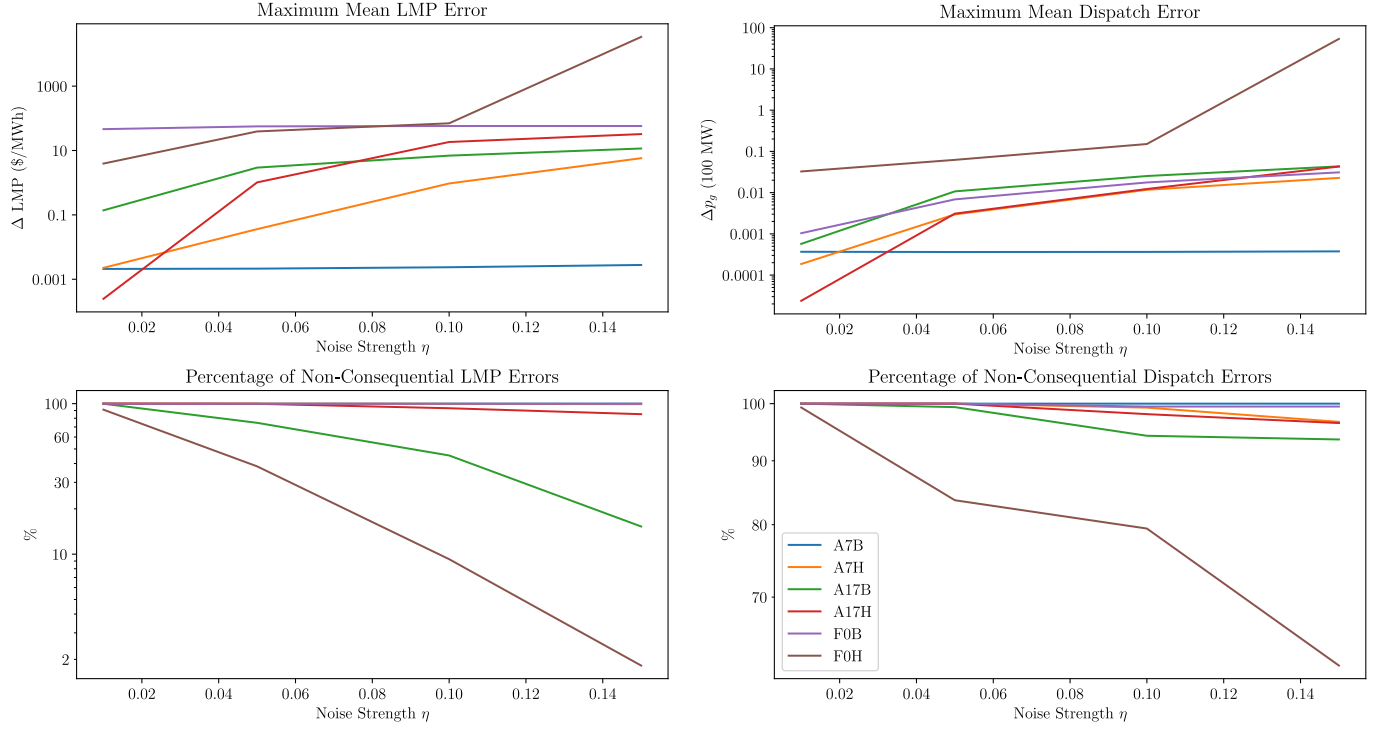 Maximum Mean LMP Error
Δ LMP ($/MWh)
1000
10
0.1
0.001
0.02 0.04 0.06 0.08 0.10 0.12 0.14
Noise Strength η
Maximum Mean Dispatch Error
Δp_g (100 MW)
100
10
1
0.1
0.01
0.001
0.0001
0.02 0.04 0.06 0.08 0.10 0.12 0.14
Noise Strength η
Percentage of Non-Consequential LMP Errors
%
100
60
30
10
2
0.02 0.04 0.06 0.08 0.10 0.12 0.14
Noise Strength η
Percentage of Non-Consequential Dispatch Errors
%
100
90
80
70
A7B
A7H
A17B
A17H
F0B
F0H
0.02 0.04 0.06 0.08 0.10 0.12 0.14
Noise Strength η